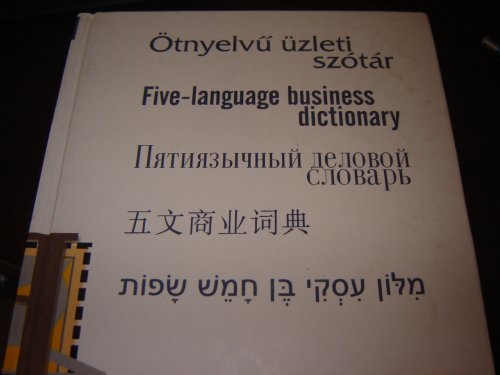 Ötnyelvű üzleti
szótár
Five-language business
dictionary
Пятиязычный деловой
словарь
五文商业词典
מִלּוֹן עִסְקִי בֶּן חָמֵשׁ שָׂפוֹת